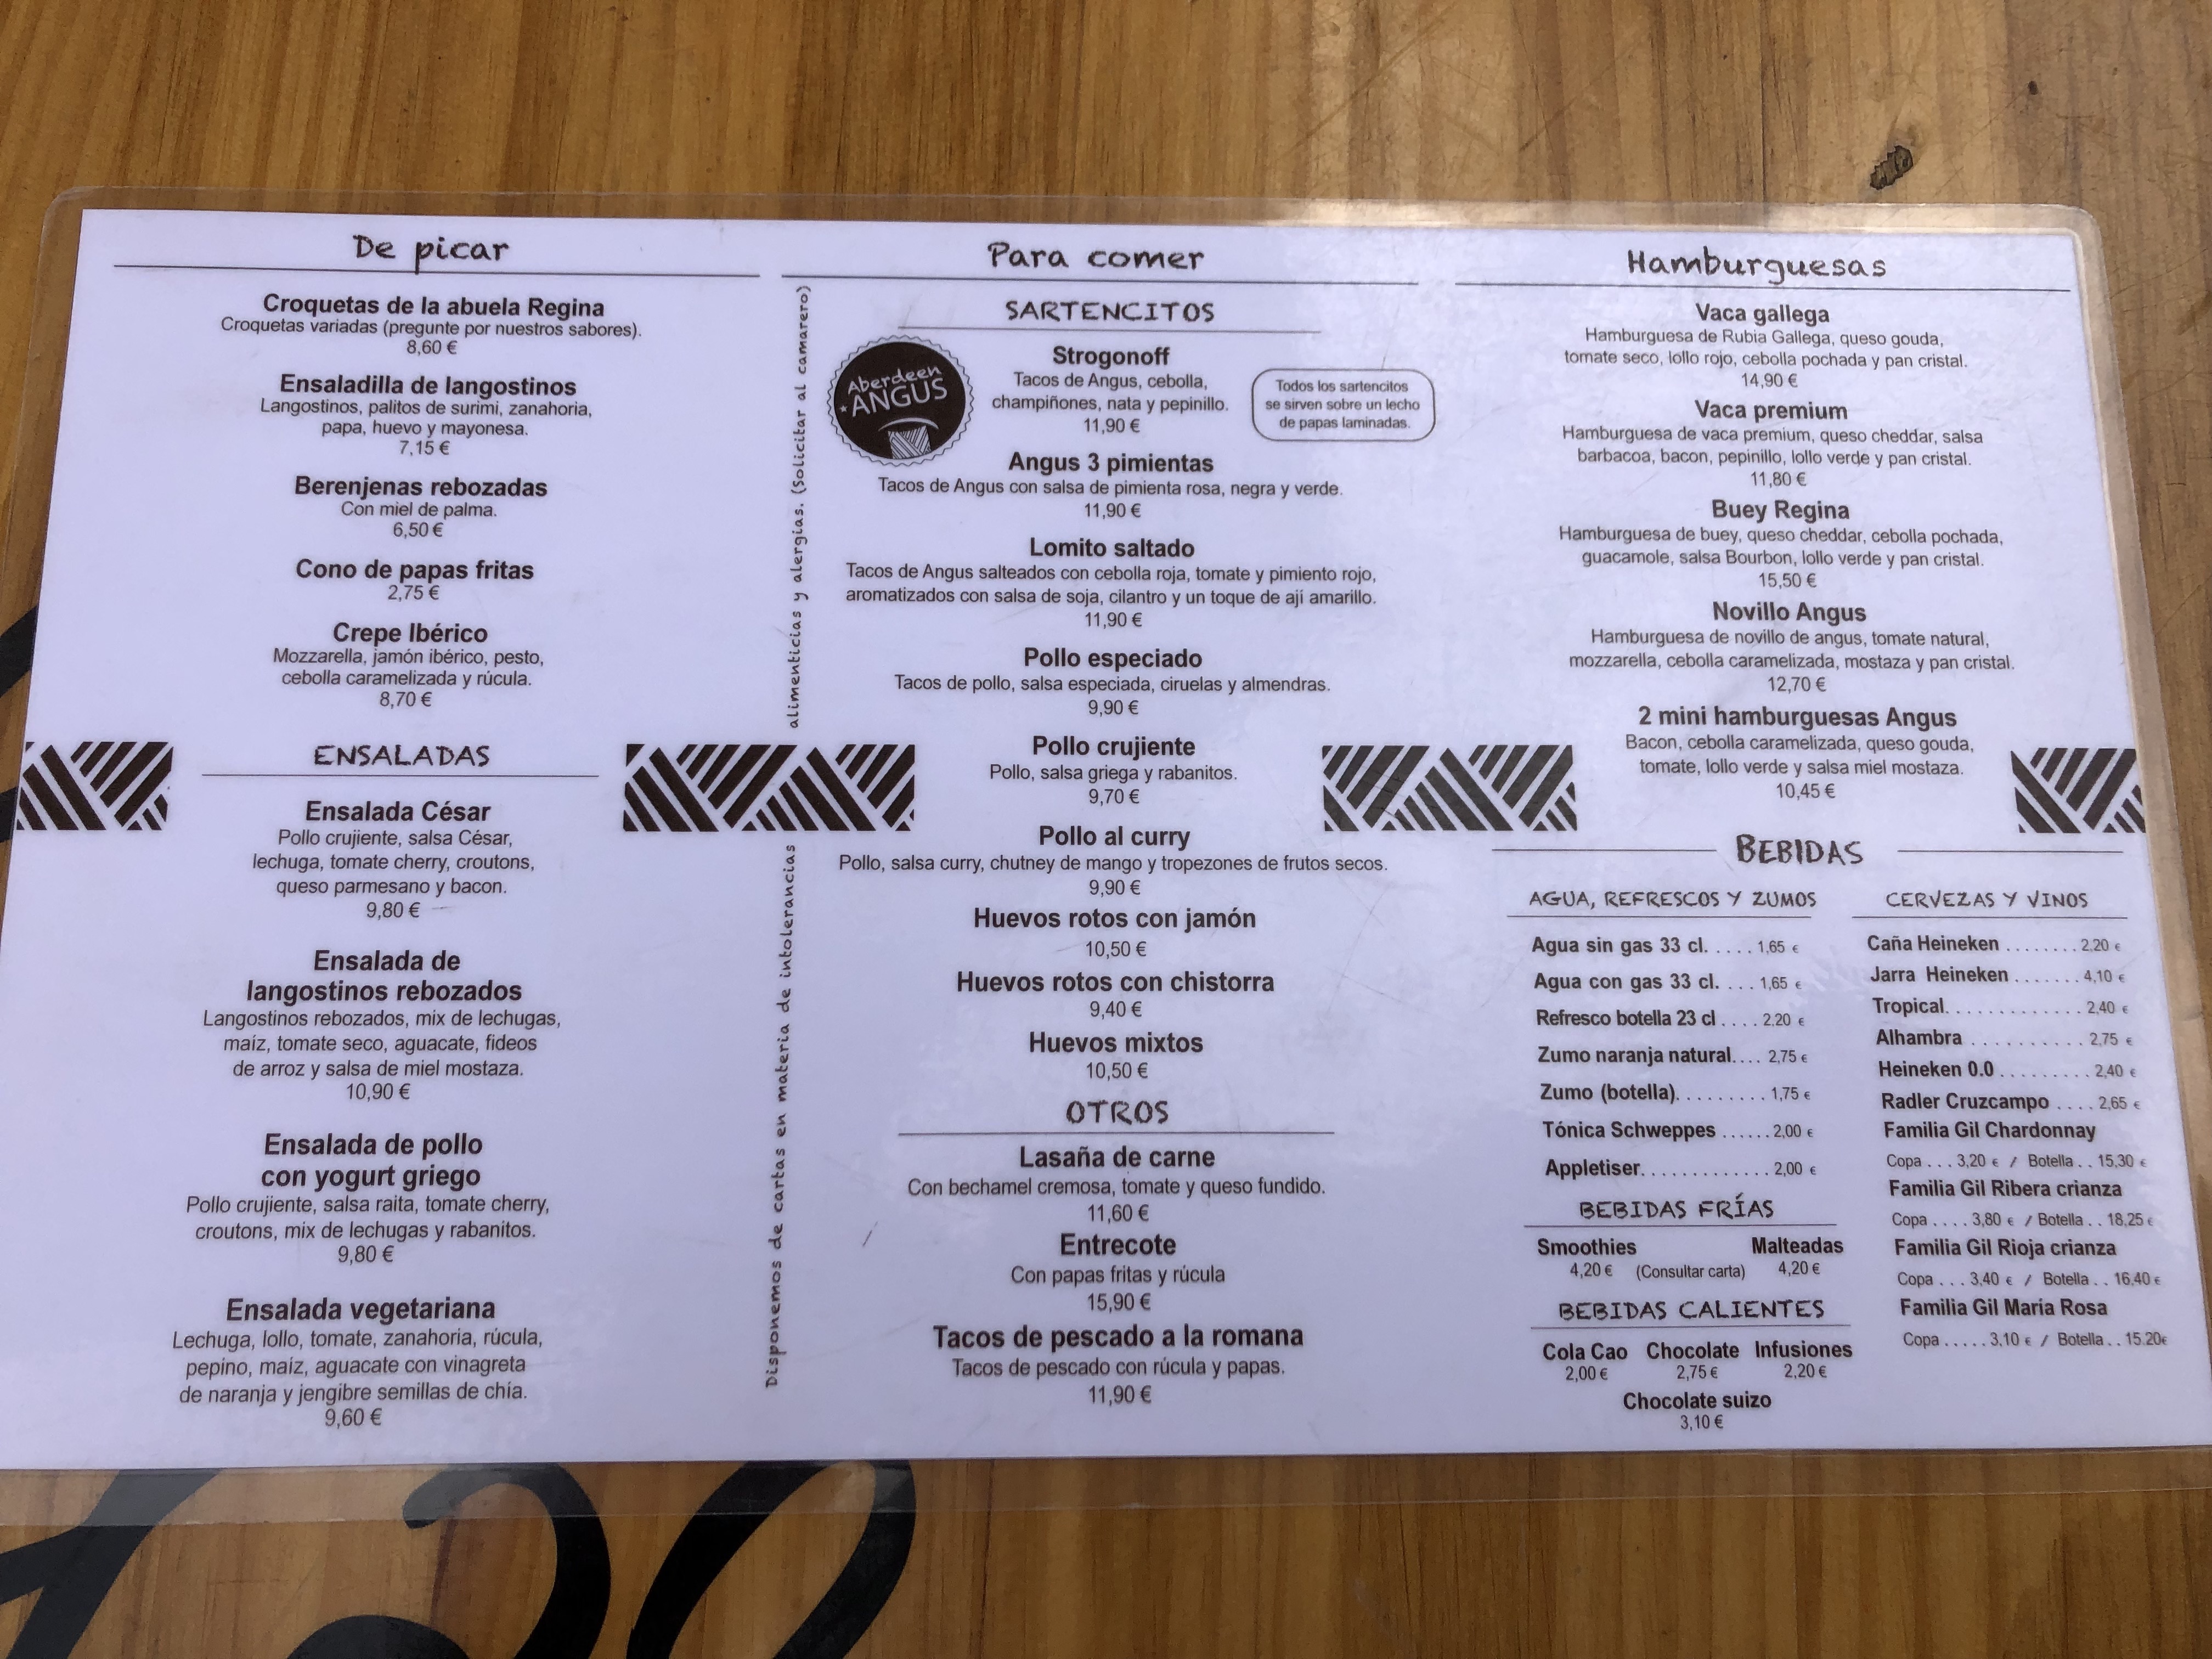 De picar
Croquetas de la abuela Regina
Croquetas variadas (pregunte por nuestros sabores).
8,60 €
Ensaladilla de langostinos
Langostinos, palitos de surimi, zanahoria,
papa, huevo y mayonesa.
7,15 €
Berenjenas rebozadas
Con miel de palma.
6,50 €
Cono de papas fritas
2,75 €
Crepe Ibérico
Mozzarella, jamón ibérico, pesto,
cebolla caramelizada y rúcula.
8,70 €
ENSALADAS
Ensalada César
Pollo crujiente, salsa César,
lechuga, tomate cherry, croutons,
queso parmesano y bacon.
9,80 €
Ensalada de
langostinos rebozados
Langostinos rebozados, mix de lechugas,
maíz, tomate seco, aguacate, fideos
de arroz y salsa de miel mostaza.
10,90 €
Ensalada de pollo
con yogurt griego
Pollo crujiente, salsa raita, tomate cherry,
croutons, mix de lechugas y rabanitos.
9,80 €
Ensalada vegetariana
Lechuga, lollo, tomate, zanahoria, rúcula,
pepino, maíz, aguacate con vinagreta
de naranja y jengibre semillas de chía.
9,60 €
Disponemos de cartas en materia de intolerancias alimenticias y alergias. (Solicitar al camarero)
Para comer
SARTENCITOS
Aberdeen
ANGUS
Strogonoff
Tacos de Angus, cebolla,
champiñones, nata y pepinillo.
11,90 €
Todos los sartencitos
se sirven sobre un lecho
de papas laminadas.
Angus 3 pimientas
Tacos de Angus con salsa de pimienta rosa, negra y verde.
11,90 €
Lomito saltado
Tacos de Angus salteados con cebolla roja, tomate y pimiento rojo,
aromatizados con salsa de soja, cilantro y un toque de ají amarillo.
11,90 €
Pollo especiado
Tacos de pollo, salsa especiada, ciruelas y almendras.
9,90 €
Pollo crujiente
Pollo, salsa griega y rabanitos.
9,70 €
Pollo al curry
Pollo, salsa curry, chutney de mango y tropezones de frutos secos.
9,90 €
Huevos rotos con jamón
10,50 €
Huevos rotos con chistorra
9,40 €
Huevos mixtos
10,50 €
OTROS
Lasaña de carne
Con bechamel cremosa, tomate y queso fundido.
11,60 €
Entrecote
Con papas fritas y rúcula
15,90 €
Tacos de pescado a la romana
Tacos de pescado con rúcula y papas.
11,90 €
Hamburguesas
Vaca gallega
Hamburguesa de Rubia Gallega, queso gouda,
tomate seco, lollo rojo, cebolla pochada y pan cristal.
14,90 €
Vaca premium
Hamburguesa de vaca premium, queso cheddar, salsa
barbacoa, bacon, pepinillo, lollo verde y pan cristal.
11,80 €
Buey Regina
Hamburguesa de buey, queso cheddar, cebolla pochada,
guacamole, salsa Bourbon, lollo verde y pan cristal.
15,50 €
Novillo Angus
Hamburguesa de novillo de angus, tomate natural,
mozzarella, cebolla caramelizada, mostaza y pan cristal.
12,70 €
2 mini hamburguesas Angus
Bacon, cebolla caramelizada, queso gouda,
tomate, lollo verde y salsa miel mostaza.
10,45 €
BEBIDAS
AGUA, REFRESCOS Y ZUMOS
Agua sin gas 33 cl. ..... 1,65 €
Agua con gas 33 cl. .... 1,65 €
Refresco botella 23 cl .... 2,20 €
Zumo naranja natural.... 2,75 €
Zumo (botella).......... 1,75 €
Tónica Schweppes ...... 2,00 €
Appletiser............. 2,00 €
BEBIDAS FRÍAS
Smoothies Malteadas
4,20 € (Consultar carta) 4,20 €
BEBIDAS CALIENTES
Cola Cao Chocolate Infusiones
2,00 € 2,75 € 2,20 €
Chocolate suizo
3,10 €
CERVEZAS Y VINOS
Caña Heineken ........ 2,20 €
Jarra Heineken ....... 4,10 €
Tropical.............. 2,40 €
Alhambra .......... 2,75 €
Heineken 0.0 ......... 2,40 €
Radler Cruzcampo .... 2,65 €
Familia Gil Chardonnay
Copa ... 3,20 € / Botella .. 15,30 €
Familia Gil Ribera crianza
Copa .... 3,80 € / Botella .. 18,25 €
Familia Gil Rioja crianza
Copa ... 3,40 € / Botella .. 16,40 €
Familia Gil María Rosa
Copa ..... 3,10 € / Botella .. 15.20€